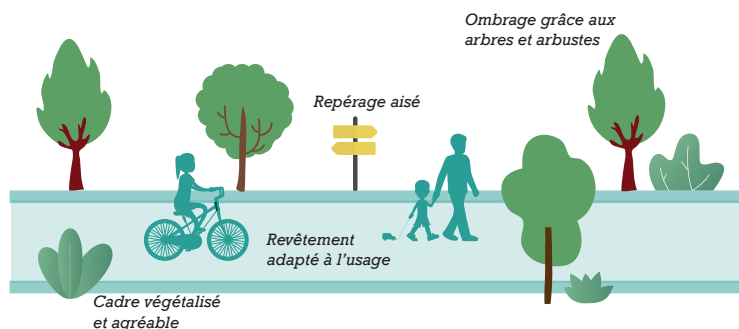 Ombrage grâce aux
arbres et arbustes
Repérage aisé
Revêtement
adapté à l'usage
Cadre végétalisé
et agréable